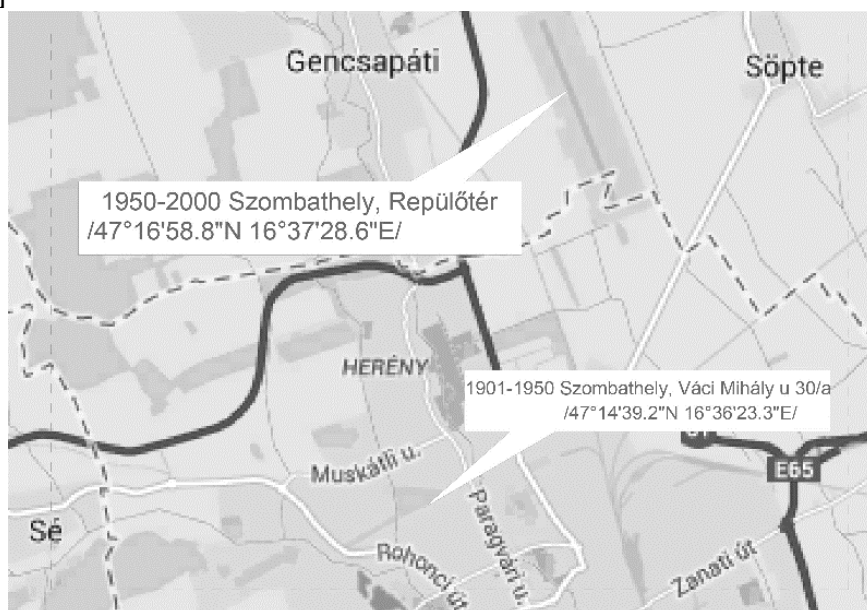 Gencsapáti
Söpte
1950-2000 Szombathely, Repülőtér
/47°16'58.8"N 16°37'28.6"E/
HERÉNY
1901-1950 Szombathely, Váci Mihály u 30/a
/47°14'39.2"N 16°36'23.3"E/
E65
Muskátli u.
Sé
Paragvári u.
Rohonci út
Zanati út